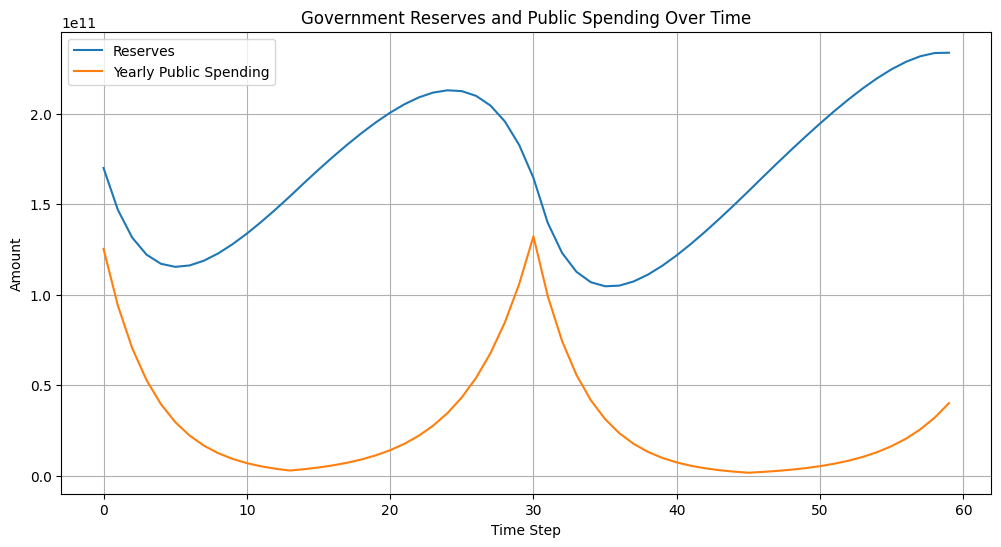 Government Reserves and Public Spending Over Time
1e11
Reserves
Yearly Public Spending
2.0
1.5
1.0
0.5
0.0
Amount
0 10 20 30 40 50 60
Time Step